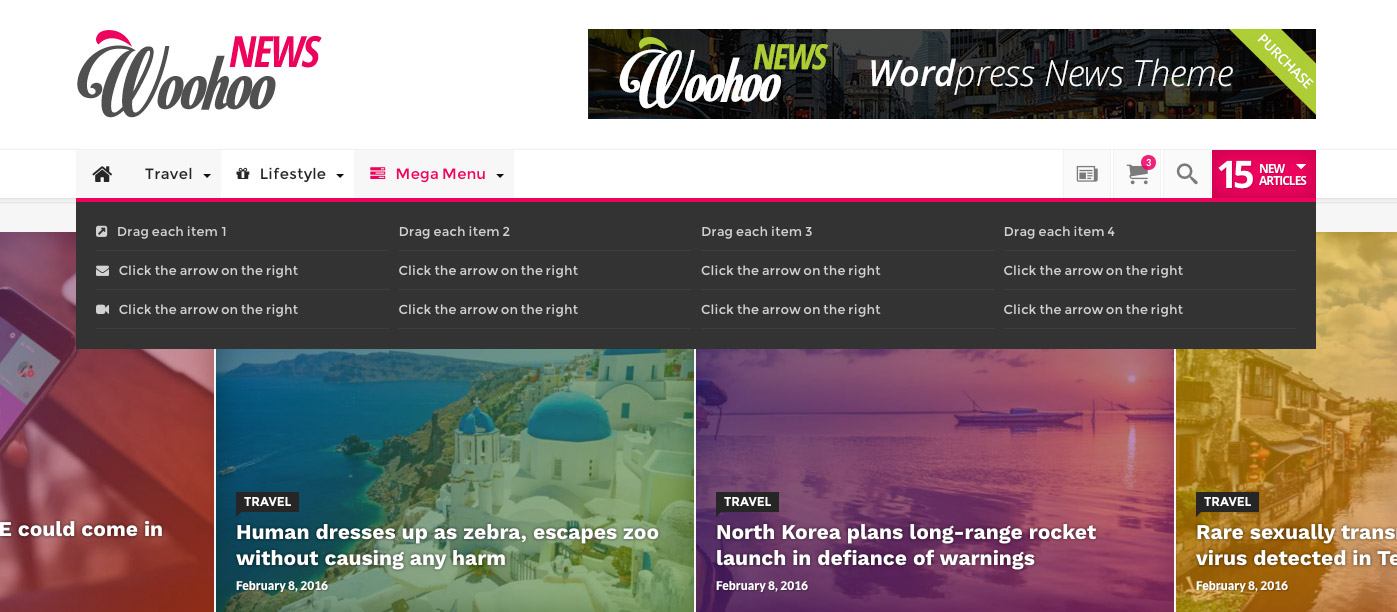 Woohoo NEWS
Woohoo NEWS
Wordpress News Theme
PURCHASE
Travel
Lifestyle
Mega Menu
3
15 NEW ARTICLES
Drag each item 1
Drag each item 2
Drag each item 3
Drag each item 4
Click the arrow on the right
Click the arrow on the right
Click the arrow on the right
Click the arrow on the right
Click the arrow on the right
Click the arrow on the right
Click the arrow on the right
Click the arrow on the right
E could come in
TRAVEL
Human dresses up as zebra, escapes zoo
without causing any harm
February 8, 2016
TRAVEL
North Korea plans long-range rocket
launch in defiance of warnings
February 8, 2016
TRAVEL
Rare sexually trans
virus detected in Te
February 8, 2016